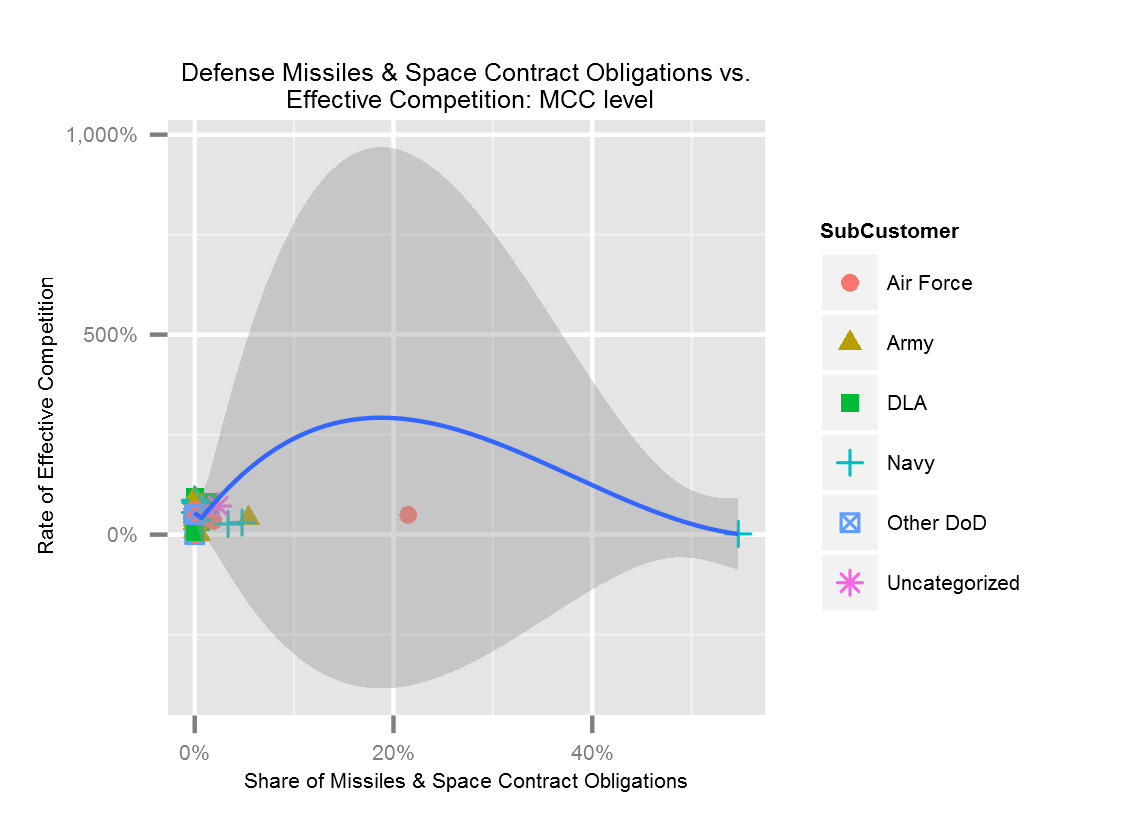 Defense Missiles & Space Contract Obligations vs.
Effective Competition: MCC level
1,000%
500%
0%
Rate of Effective Competition
0%
20%
40%
Share of Missiles & Space Contract Obligations
SubCustomer
Air Force
Army
DLA
Navy
Other DoD
Uncategorized